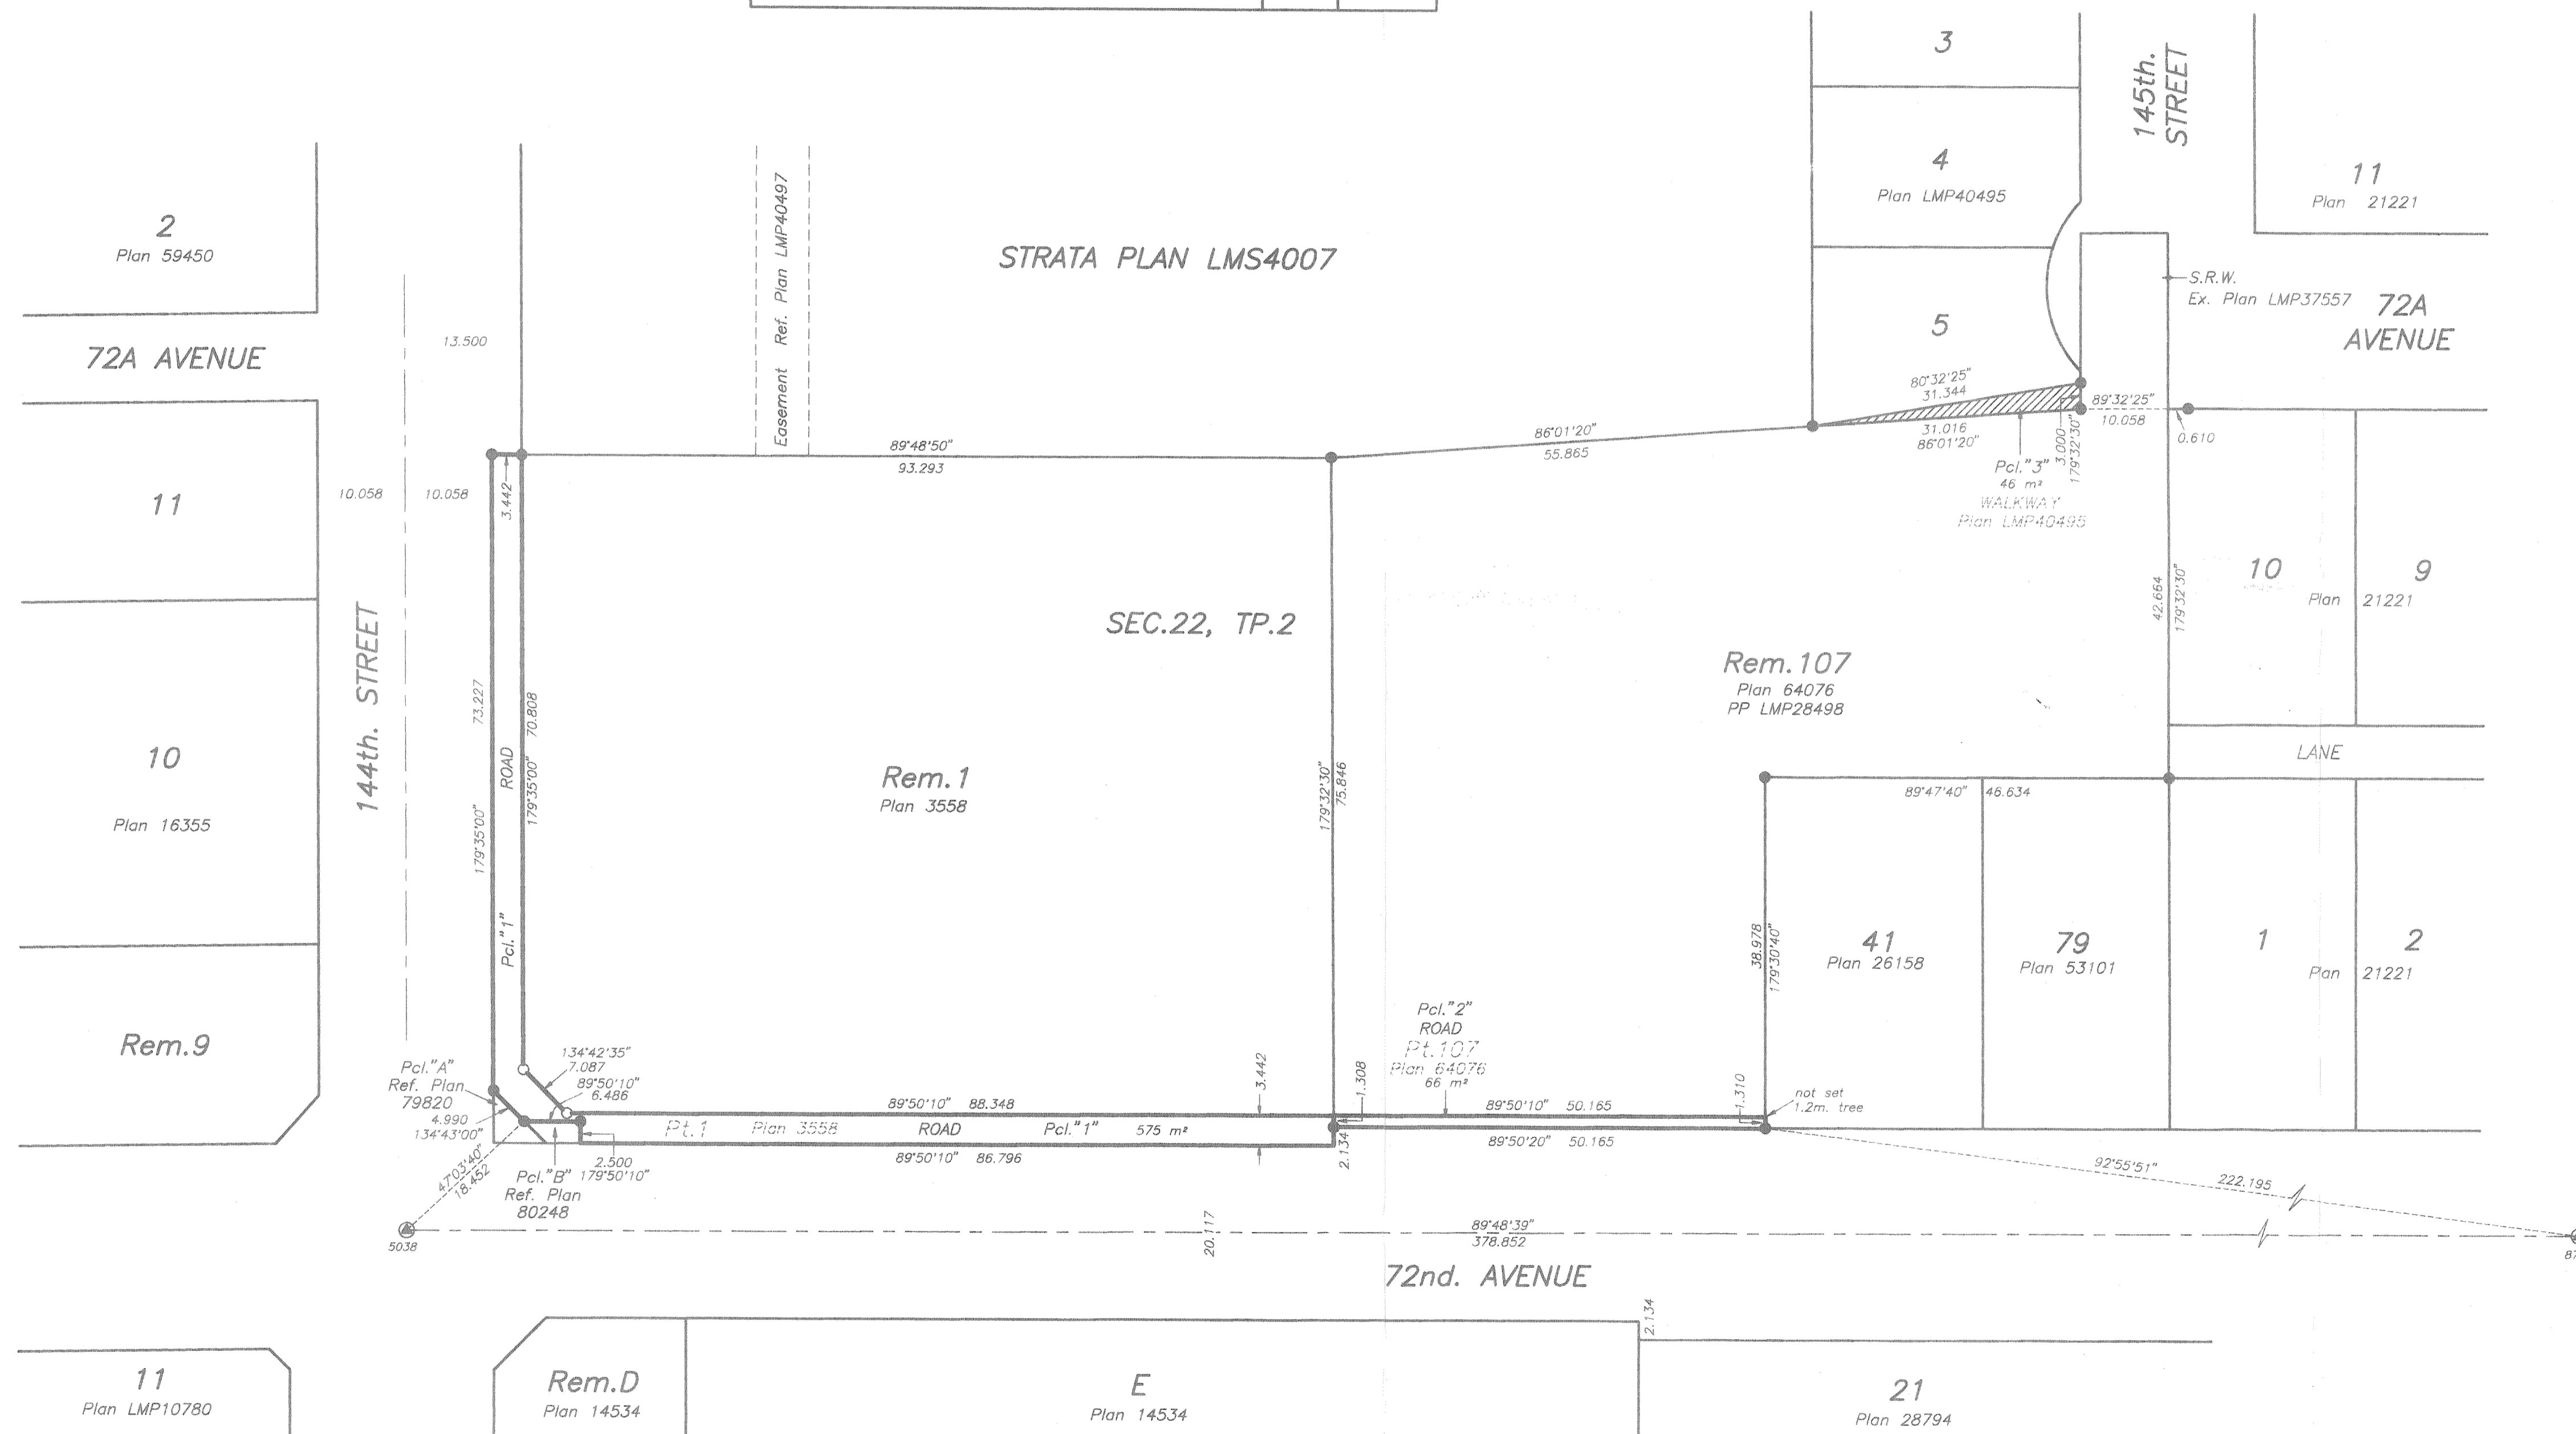 3
145th.
STREET
4
Plan LMP40495
11
Plan 21221
2
Plan 59450
Easement Ref. Plan LMP40497
STRATA PLAN LMS4007
S.R.W.
Ex. Plan LMP37557
72A
AVENUE
5
13.500
72A AVENUE
80°32'25"
31.344
89°32'25"
10.058
0.610
31.016
86°01'20"
3.000
179°32'30"
86°01'20"
55.865
89°48'50"
93.293
Pcl."3"
46 m²
WALKWAY
Plan LMP40495
11
10.058
10.058
3.442
10
9
Plan 21221
42.664
179°32'30"
SEC.22, TP.2
144th. STREET
73.227
179°35'00"
ROAD
Pcl."1"
70.808
179°35'00"
Rem.107
Plan 64076
PP LMP28498
10
Plan 16355
Rem.1
Plan 3558
179°32'30"
75.846
LANE
89°47'40" 46.634
38.978
179°30'40"
41
Plan 26158
79
Plan 53101
1
2
Plan 21221
Rem.9
Pcl."A"
Ref. Plan
79820
4.990
134°43'00"
134°42'35"
7.087
89°50'10"
6.486
3.442
1.308
Pcl."2"
ROAD
Pt.107
Plan 64076
66 m²
1.310
not set
1.2m. tree
89°50'10" 88.348
89°50'10" 50.165
Pt.1 Plan 3558 ROAD Pcl."1" 575 m²
89°50'20" 50.165
89°50'10" 86.796
2.134
2.500
179°50'10"
Pcl."B"
Ref. Plan
80248
47°03'40"
18.452
92°55'51"
222.195
5038
20.117
89°48'39"
378.852
72nd. AVENUE
2.134
11
Plan LMP10780
Rem.D
Plan 14534
E
Plan 14534
21
Plan 28794